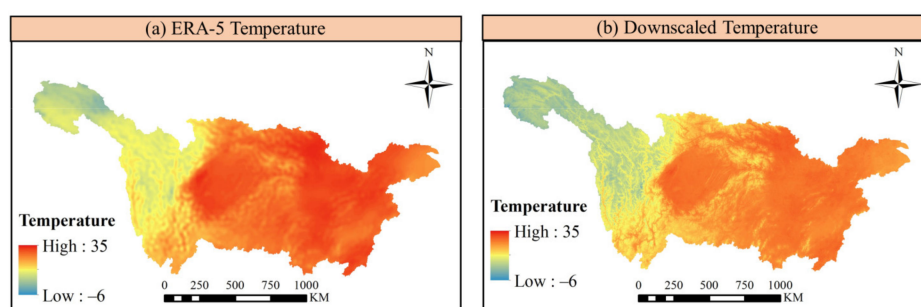 (a) ERA-5 Temperature
N
Temperature
High : 35
Low : –6
0 250 500 750 1000
KM
(b) Downscaled Temperature
N
Temperature
High : 35
Low : –6
0 250 500 750 1000
KM